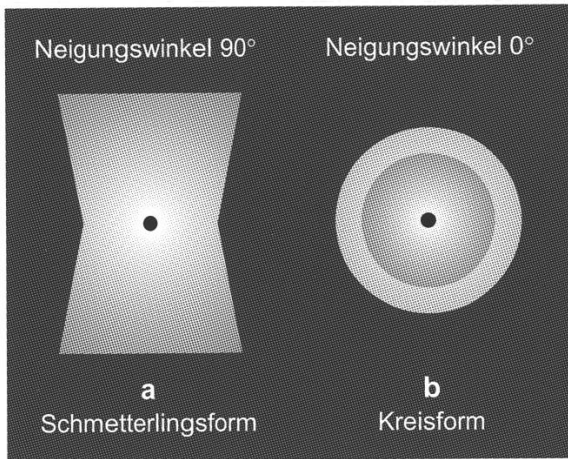 Neigungswinkel 90°
Neigungswinkel 0°
a
b
Schmetterlingsform
Kreisform